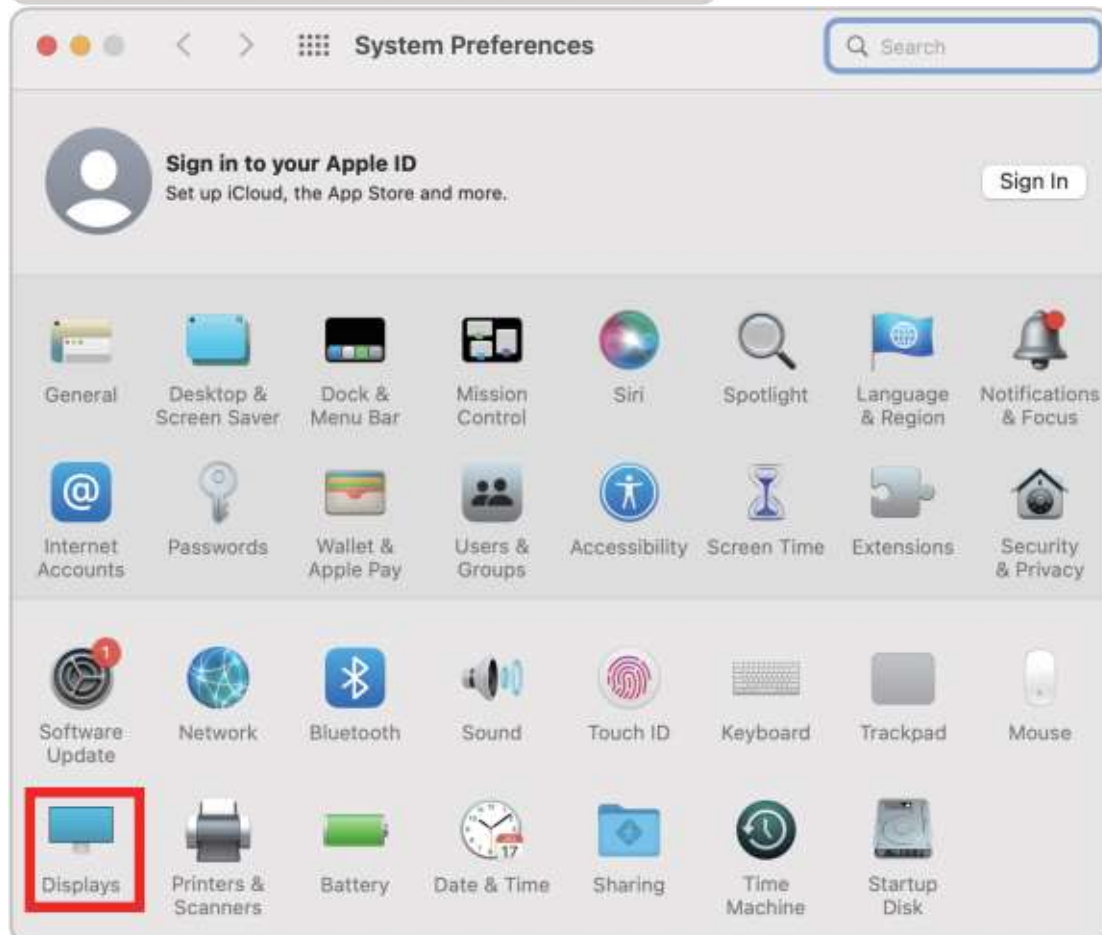 System Preferences
Search
Sign in to your Apple ID
Set up iCloud, the App Store and more.
Sign In
General
Desktop &
Screen Saver
Dock &
Menu Bar
Mission
Control
Siri
Spotlight
Language
& Region
Notifications
& Focus
@
Internet
Accounts
Passwords
Wallet &
Apple Pay
Users &
Groups
Accessibility
Screen Time
Extensions
Security
& Privacy
1
Software
Update
Network
Bluetooth
Sound
Touch ID
Keyboard
Trackpad
Mouse
Displays
Printers &
Scanners
Battery
JUL
17
Date & Time
Sharing
Time
Machine
Startup
Disk